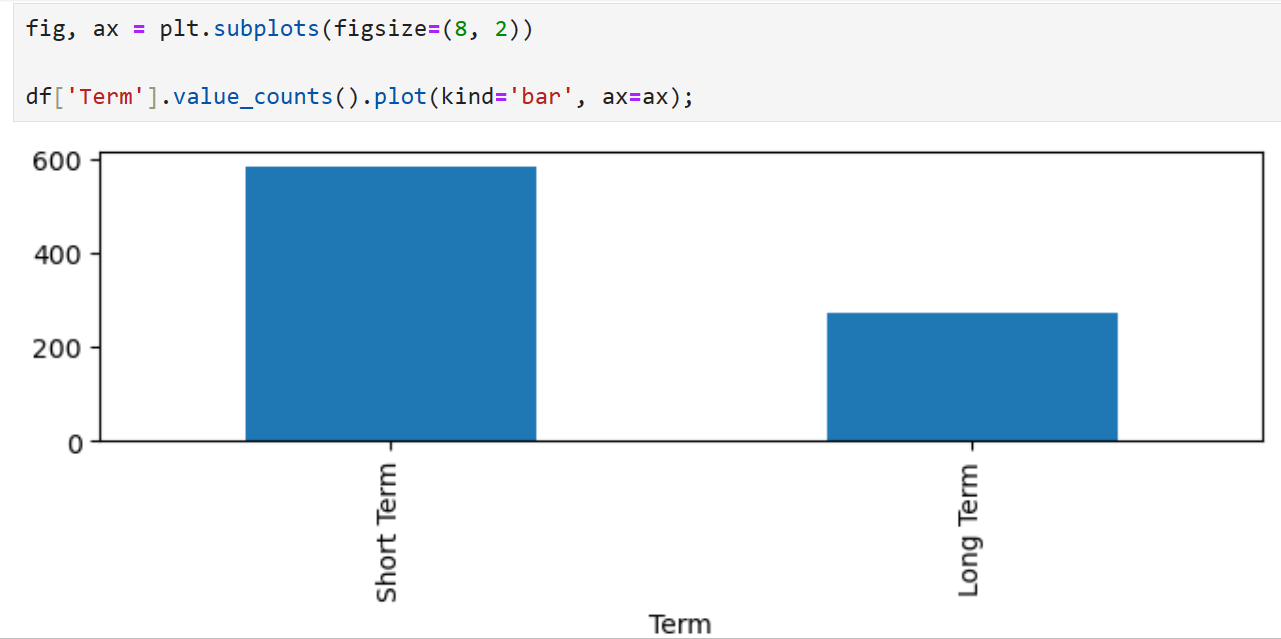 fig, ax = plt.subplots(figsize=(8, 2))
df['Term'].value_counts().plot(kind='bar', ax=ax);
600
400
200
0
Short Term
Long Term
Term